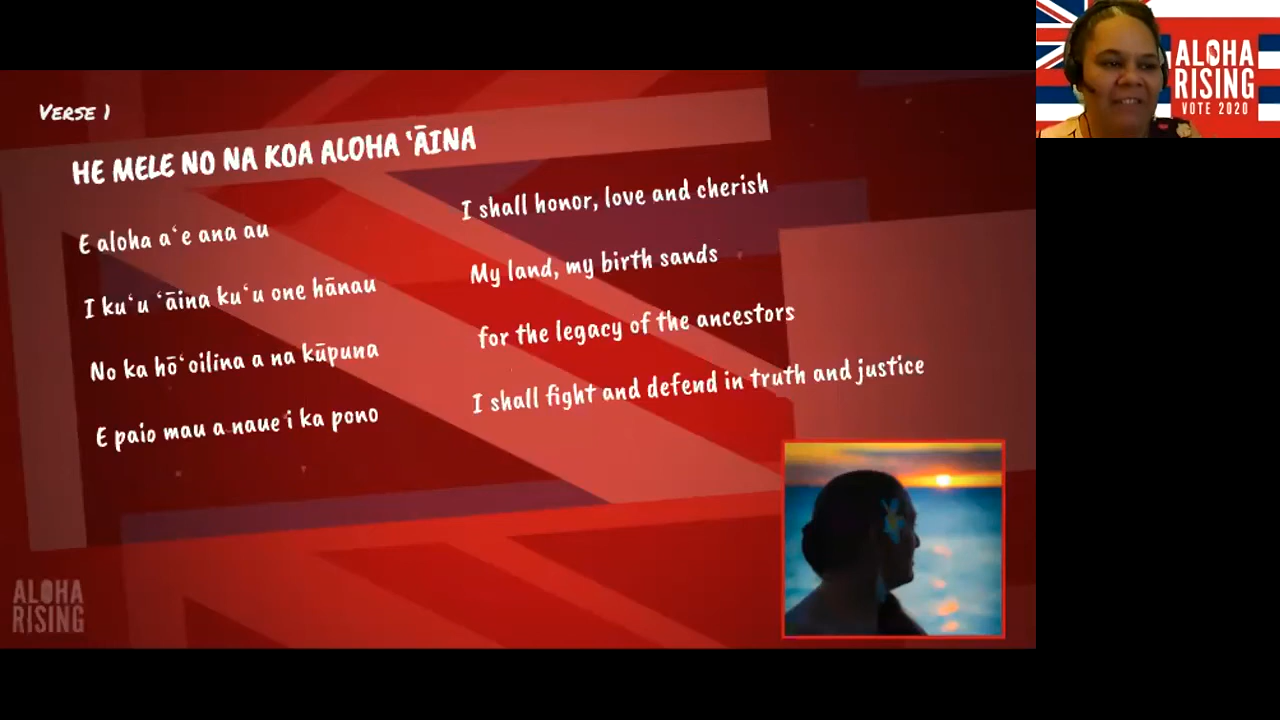 VERSE 1
HE MELE NO NA KOA ALOHA ʻĀINA
E aloha aʻe ana au
I kuʻu ʻāina kuʻu one hānau
No ka hōʻoilina a na kūpuna
E paio mau a naue i ka pono
I shall honor, love and cherish
My land, my birth sands
for the legacy of the ancestors
I shall fight and defend in truth and justice
ALOHA
RISING
ALOHA
RISING
VOTE 2020